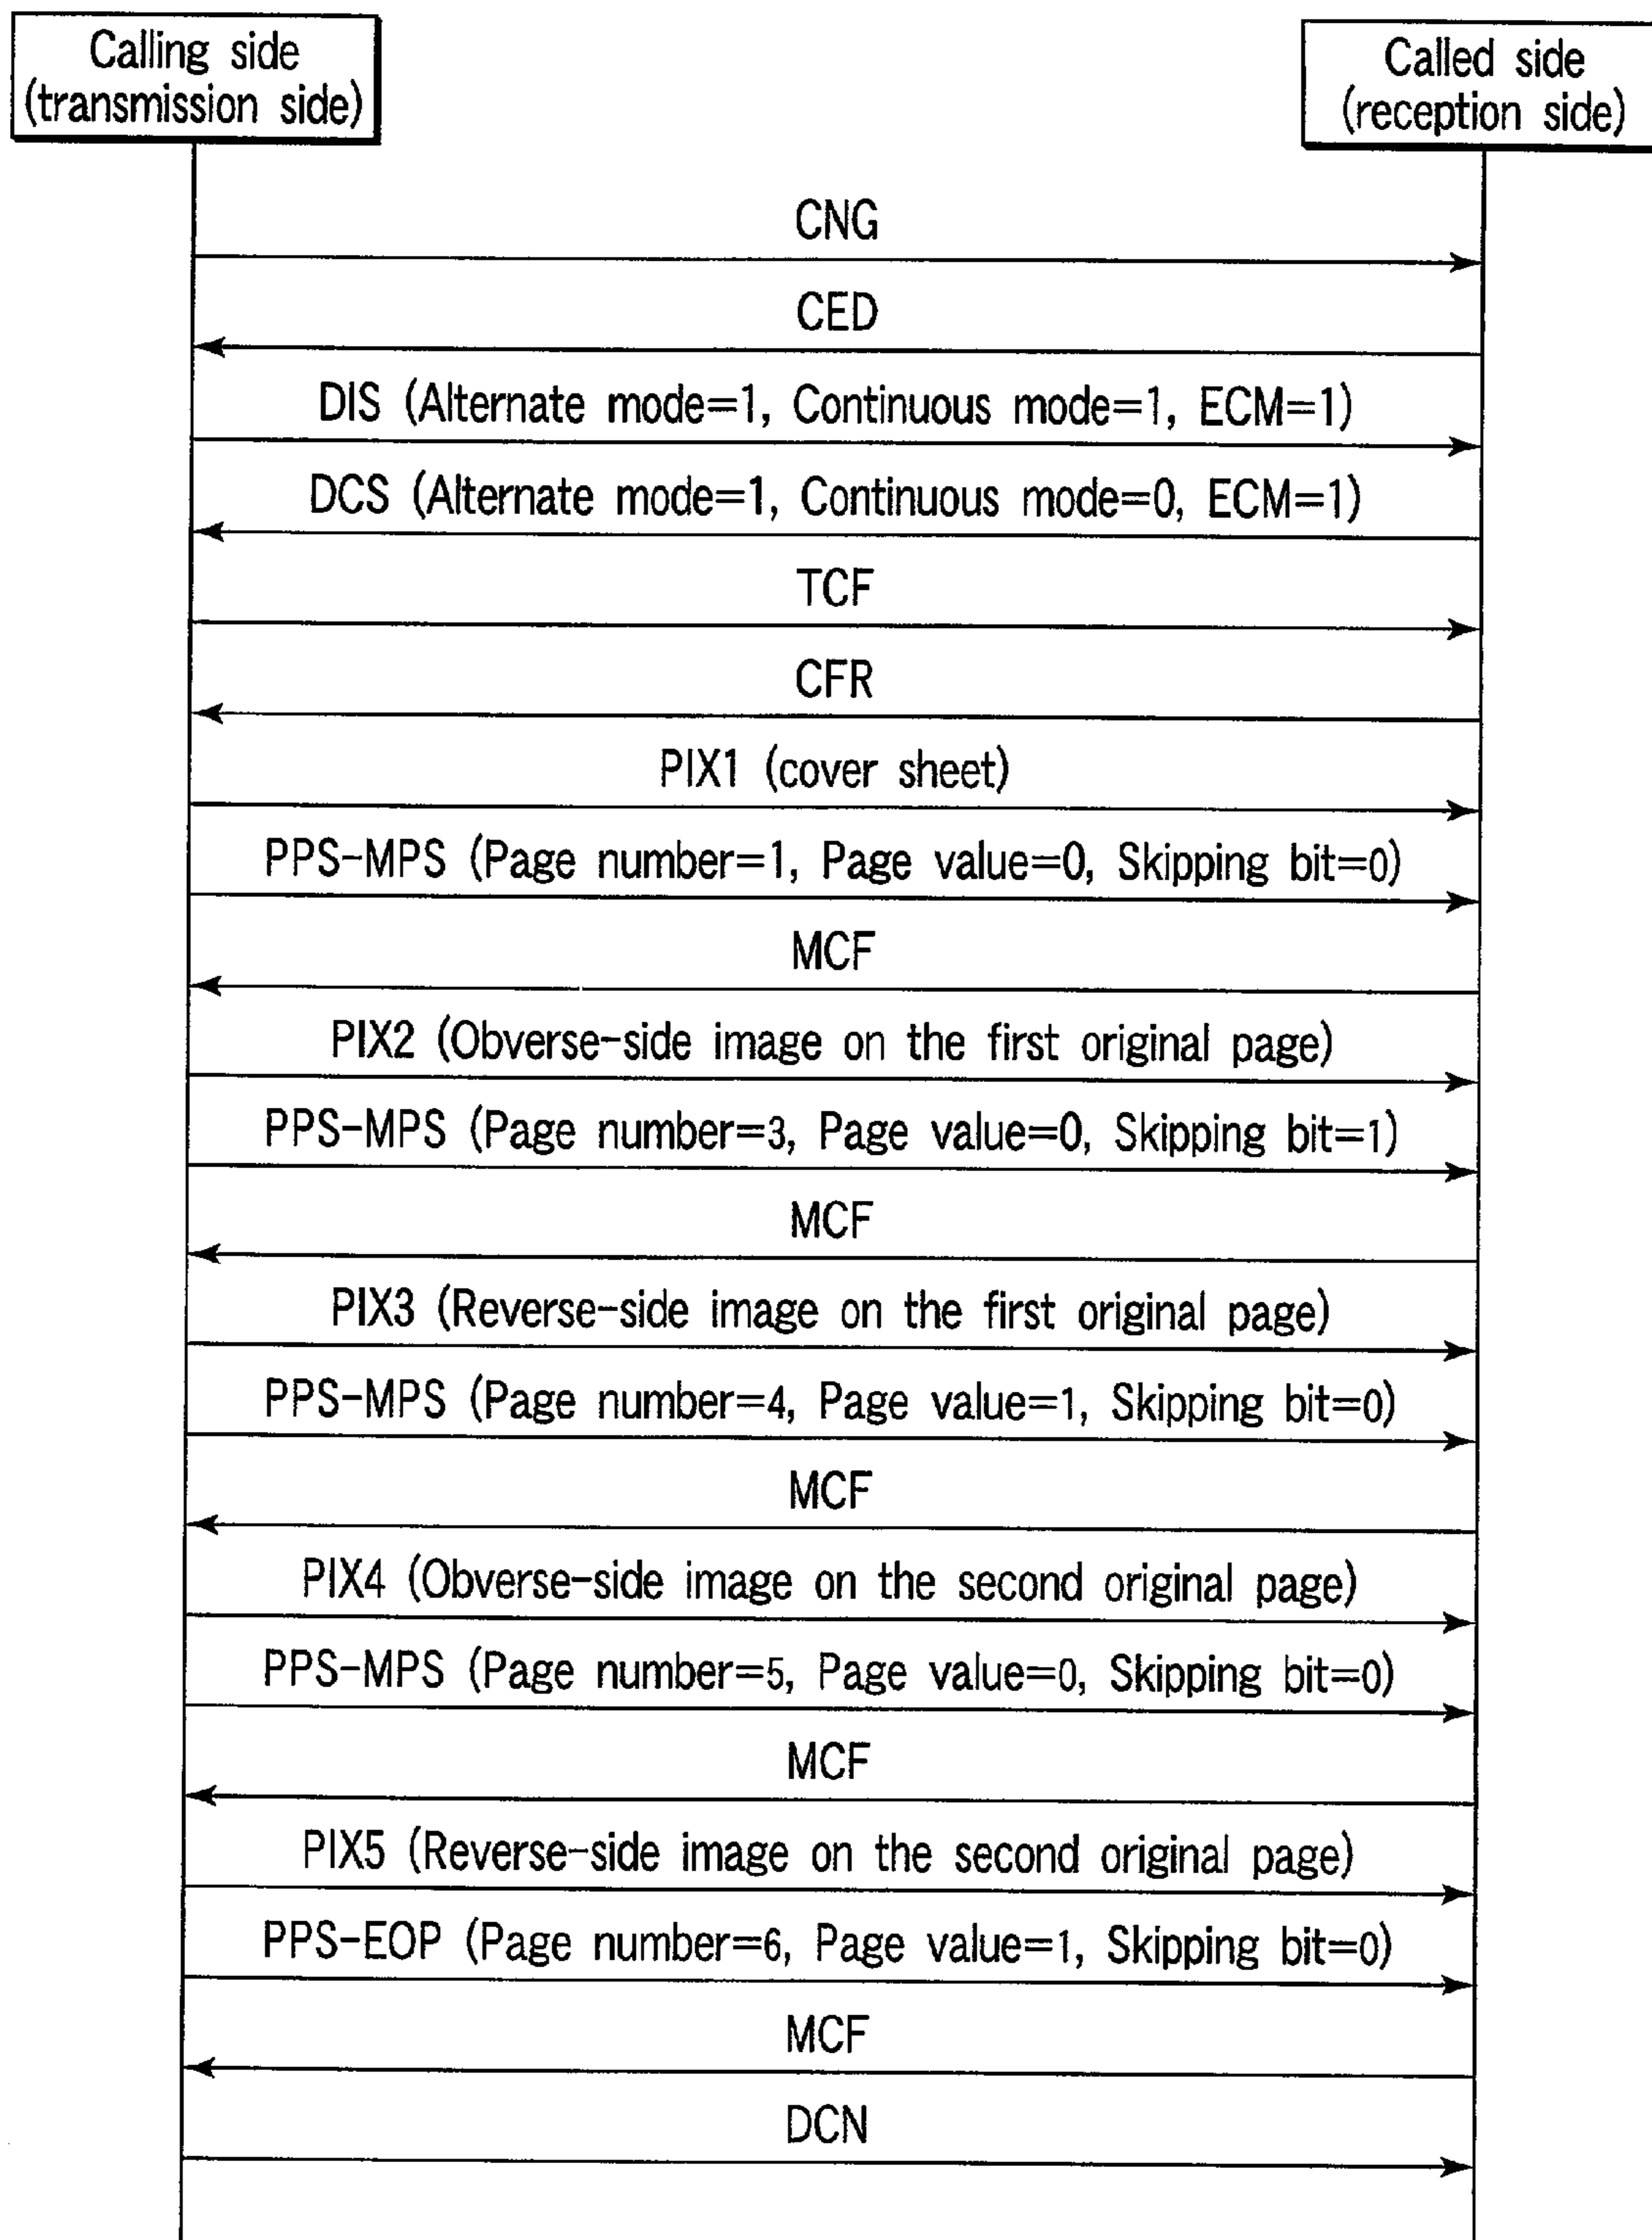 Calling side
(transmission side)
Called side
(reception side)
CNG
CED
DIS (Alternate mode=1, Continuous mode=1, ECM=1)
DCS (Alternate mode=1, Continuous mode=0, ECM=1)
TCF
CFR
PIX1 (cover sheet)
PPS-MPS (Page number=1, Page value=0, Skipping bit=0)
MCF
PIX2 (Obverse-side image on the first original page)
PPS-MPS (Page number=3, Page value=0, Skipping bit=1)
MCF
PIX3 (Reverse-side image on the first original page)
PPS-MPS (Page number=4, Page value=1, Skipping bit=0)
MCF
PIX4 (Obverse-side image on the second original page)
PPS-MPS (Page number=5, Page value=0, Skipping bit=0)
MCF
PIX5 (Reverse-side image on the second original page)
PPS-EOP (Page number=6, Page value=1, Skipping bit=0)
MCF
DCN